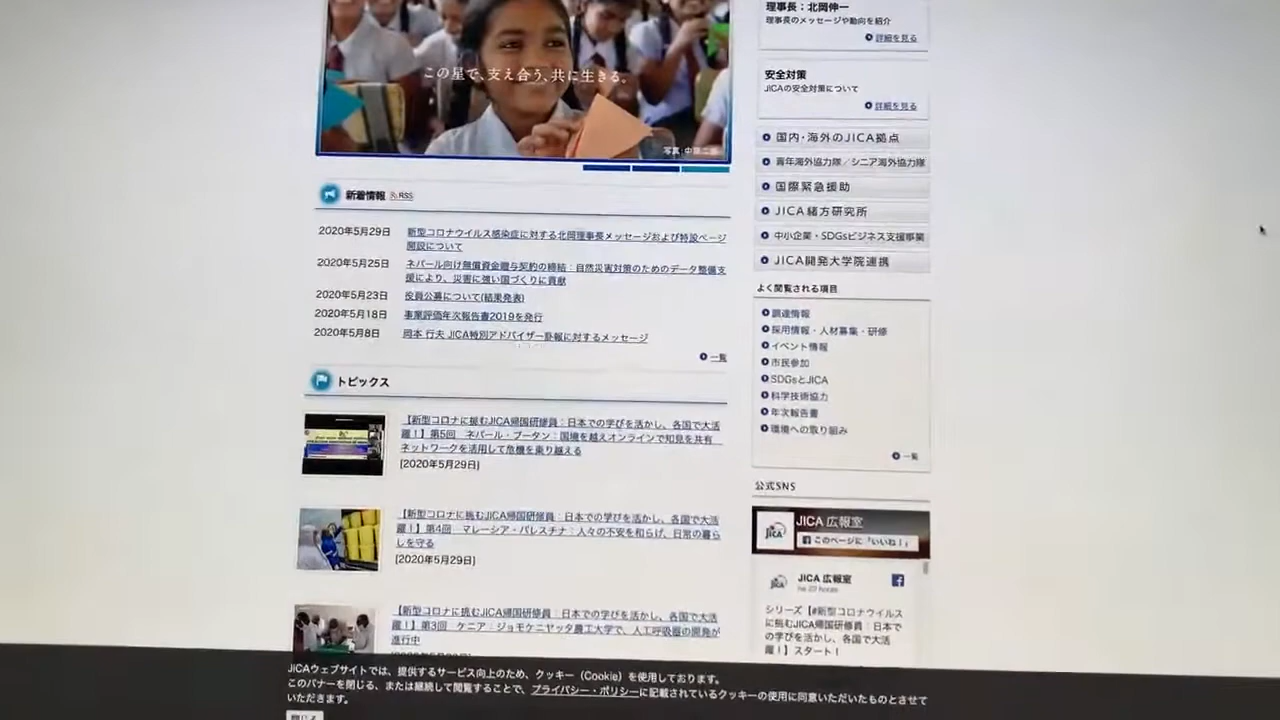 この星で、支え合う、共に生きる。
新着情報 RSS
2020年5月29日 新型コロナウイルス感染症に対する北岡理事長メッセージおよび特設ページ
開設について
2020年5月25日 ネパール向け無償資金贈与契約の締結：自然災害対策のためのデータ整備支
援により、災害に強い国づくりに貢献
2020年5月23日 役員公募について(結果発表)
2020年5月18日 事業評価年次報告書2019を発行
2020年5月8日 岡本 行夫 JICA特別アドバイザー訃報に対するメッセージ
一覧
トピックス
【新型コロナに挑むJICA帰国研修員：日本での学びを活かし、各国で大活
躍！】第5回 ネパール・ブータン：国境を越えオンラインで知見を共有
ネットワークを活用して危機を乗り越える
[2020年5月29日]
【新型コロナに挑むJICA帰国研修員：日本での学びを活かし、各国で大活
躍！】第4回 マレーシア・パレスチナ：人々の不安を和らげ、日常の暮ら
しを守る
[2020年5月29日]
【新型コロナに挑むJICA帰国研修員：日本での学びを活かし、各国で大活
躍！】第3回 ケニア：ジョモケニヤッタ農工大学で、人工呼吸器の開発が
進行中
理事長：北岡伸一
理事長のメッセージや動向を紹介
詳細を見る
安全対策
JICAの安全対策について
詳細を見る
国内・海外のJICA拠点
青年海外協力隊／シニア海外協力隊
国際緊急援助
JICA緒方研究所
中小企業・SDGsビジネス支援事業
JICA開発大学院連携
よく閲覧される項目
調達情報
採用情報・人材募集・研修
イベント情報
市民参加
SDGsとJICA
科学技術協力
年次報告書
環境への取り組み
一覧
公式SNS
JICA 広報室
このページに「いいね！」
JICA 広報室
シリーズ【#新型コロナウイルス
に挑むJICA帰国研修員：日本で
の学びを活かし、各国で大活
躍！】スタート！
JICAウェブサイトでは、提供するサービス向上のため、クッキー（Cookie）を使用しております。
このバナーを閉じる、または継続して閲覧することで、プライバシー・ポリシーに記載されているクッキーの使用に同意いただいたものとさせて
いただきます。